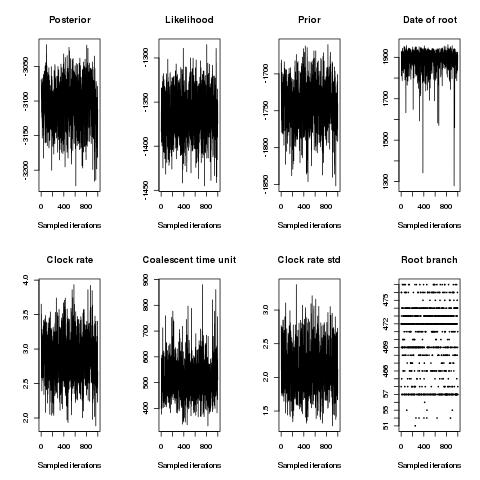 Posterior
-3050
-3100
-3150
-3200
0 400 800
Sampled iterations
Likelihood
-1300
-1350
-1400
-1450
0 400 800
Sampled iterations
Prior
-1700
-1750
-1800
-1850
0 400 800
Sampled iterations
Date of root
1900
1700
1500
1300
0 400 800
Sampled iterations
Clock rate
4.0
3.5
3.0
2.5
2.0
0 400 800
Sampled iterations
Coalescent time unit
900
800
700
600
500
400
0 400 800
Sampled iterations
Clock rate std
3.0
2.5
2.0
1.5
0 400 800
Sampled iterations
Root branch
475
472
469
466
57
55
51
0 400 800
Sampled iterations